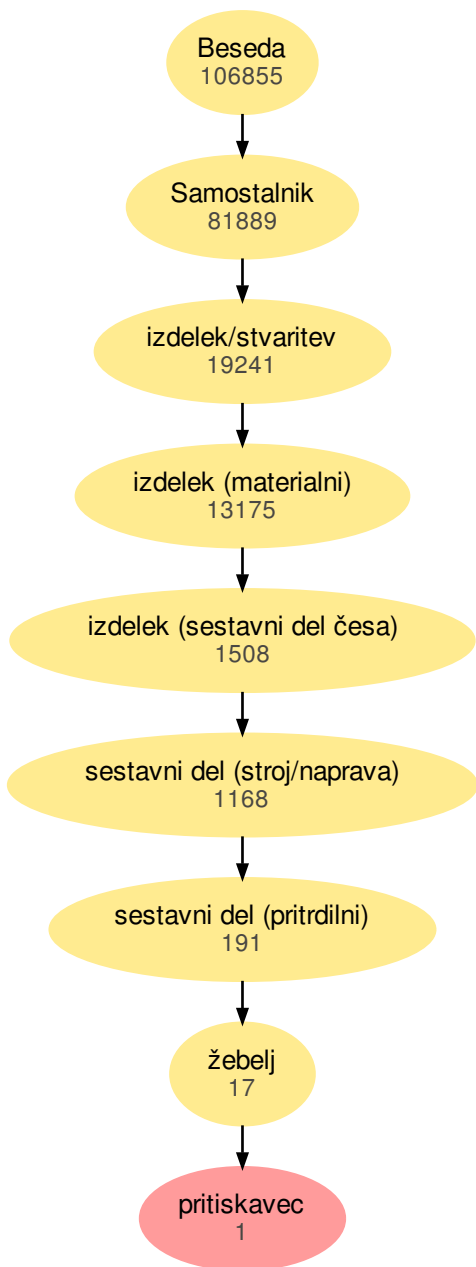 Beseda
106855
Samostalnik
81889
izdelek/stvaritev
19241
izdelek (materialni)
13175
izdelek (sestavni del česa)
1508
sestavni del (stroj/naprava)
1168
sestavni del (pritrdilni)
191
žebelj
17
pritiskavec
1